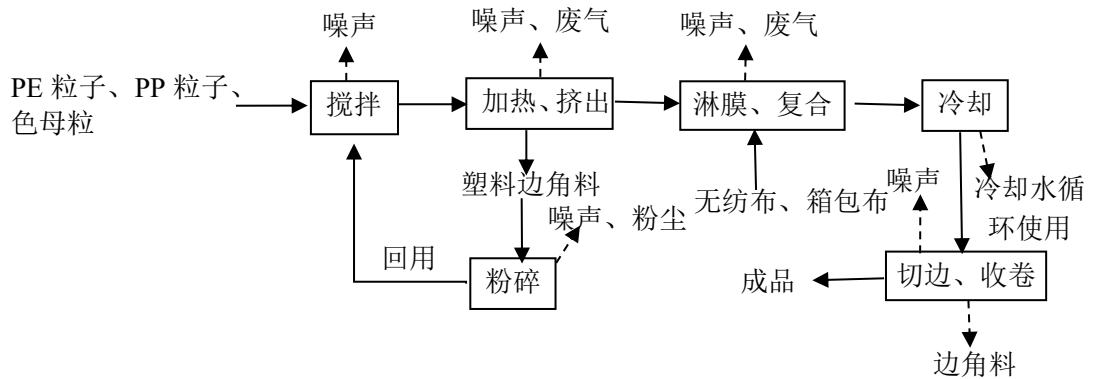 噪声
噪声、废气
噪声、废气
PE 粒子、PP 粒子、
色母粒
搅拌
加热、挤出
淋膜、复合
冷却
塑料边角料
噪声、粉尘
无纺布、箱包布
噪声
冷却水循
环使用
回用
粉碎
成品
切边、收卷
边角料